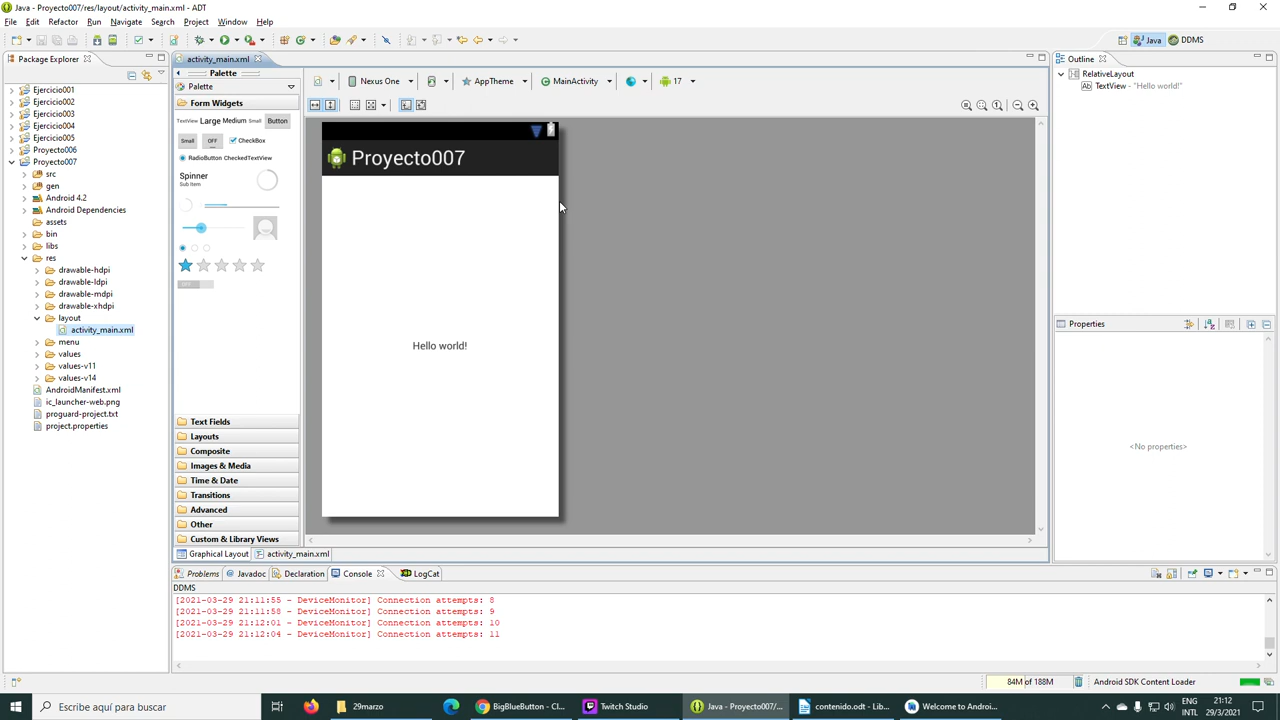 Java - Proyecto007/res/layout/activity_main.xml - ADT
File Edit Refactor Run Navigate Search Project Window Help
Java DDMS
Package Explorer
Ejercicio001
Ejercicio002
Ejercicio003
Ejercicio004
Ejercicio005
Proyecto006
Proyecto007
src
gen
Android 4.2
Android Dependencies
assets
bin
libs
res
drawable-hdpi
drawable-ldpi
drawable-mdpi
drawable-xhdpi
layout
activity_main.xml
menu
values
values-v11
values-v14
AndroidManifest.xml
ic_launcher-web.png
proguard-project.txt
project.properties
activity_main.xml
Palette
Palette
Form Widgets
TextView Large Medium Small Button
Small OFF CheckBox
RadioButton CheckedTextView
Spinner
Sub Item
OFF
Text Fields
Layouts
Composite
Images & Media
Time & Date
Transitions
Advanced
Other
Custom & Library Views
Graphical Layout activity_main.xml
Nexus One AppTheme MainActivity 17
Proyecto007
Hello world!
Outline
RelativeLayout
Ab TextView - "Hello world!"
Properties
<No properties>
Problems Javadoc Declaration Console LogCat
DDMS
[2021-03-29 21:11:55 - DeviceMonitor] Connection attempts: 8
[2021-03-29 21:11:58 - DeviceMonitor] Connection attempts: 9
[2021-03-29 21:12:01 - DeviceMonitor] Connection attempts: 10
[2021-03-29 21:12:04 - DeviceMonitor] Connection attempts: 11
84M of 188M Android SDK Content Loader
Escribe aquí para buscar 29marzo BigBlueButton - Cl... Twitch Studio Java - Proyecto007/... contenido.odt - Lib... Welcome to Androi... ENG INTL 21:12 29/3/2021